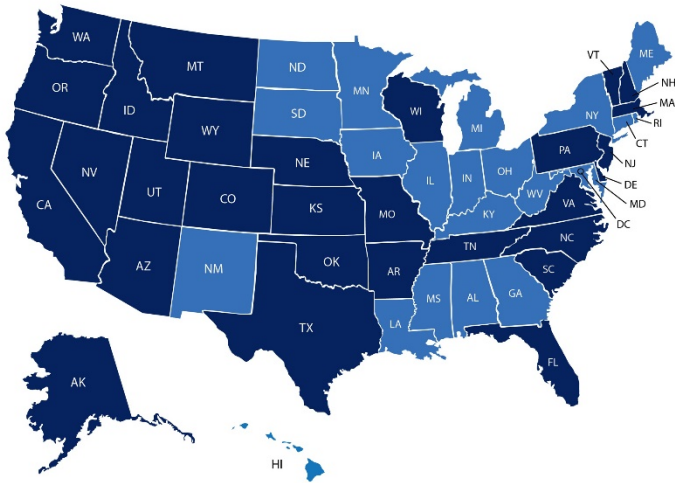 WA
MT
ND
MN
VT
ME
OR
ID
SD
WI
NH
MA
WY
MI
NY
RI
CT
NE
IA
PA
NJ
NV
UT
CO
IL
IN
OH
DE
MD
CA
KS
MO
WV
VA
DC
KY
AZ
NM
OK
AR
TN
NC
SC
TX
LA
MS
AL
GA
FL
AK
HI